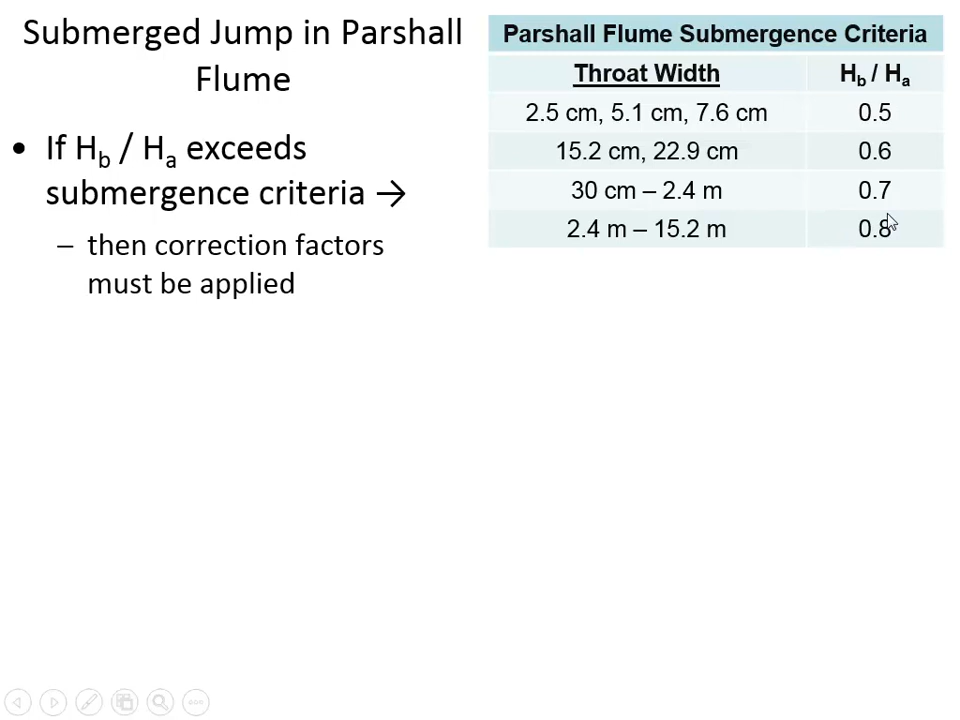 Submerged Jump in Parshall
Flume
• If Hb / Ha exceeds
submergence criteria →
– then correction factors
must be applied
Parshall Flume Submergence Criteria
Throat Width Hb / Ha
2.5 cm, 5.1 cm, 7.6 cm 0.5
15.2 cm, 22.9 cm 0.6
30 cm – 2.4 m 0.7
2.4 m – 15.2 m 0.8